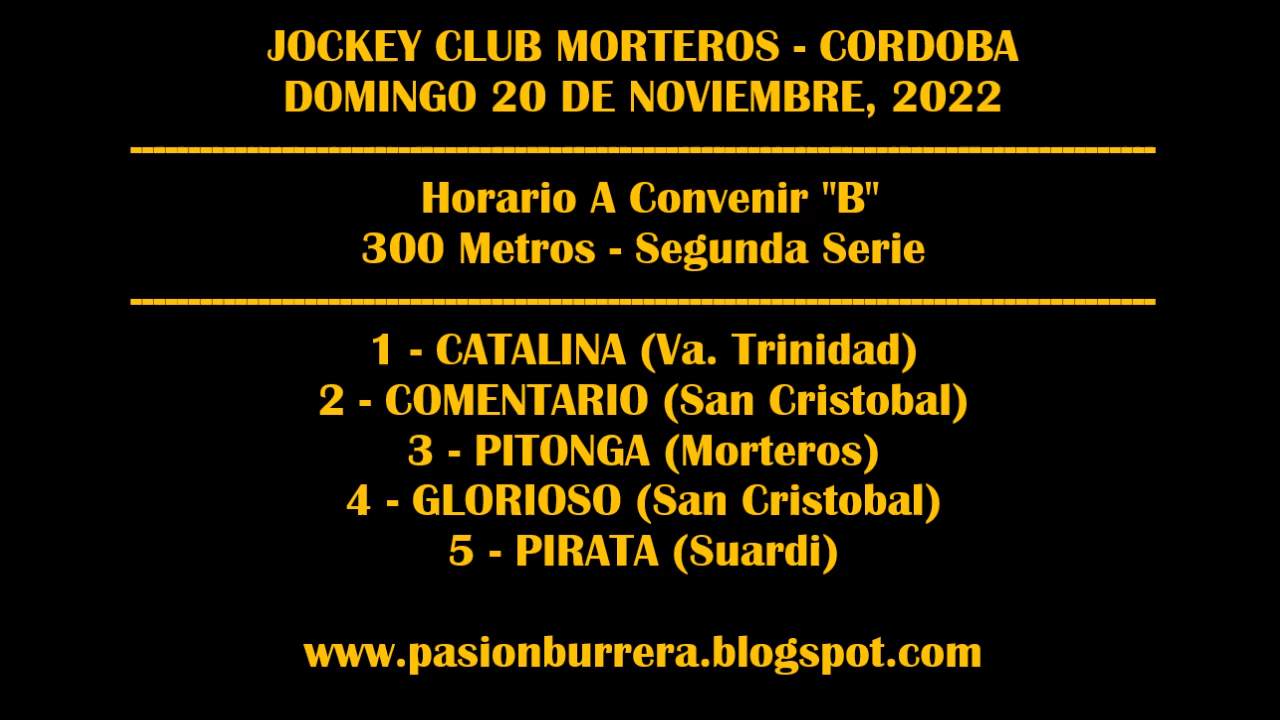 JOCKEY CLUB MORTEROS - CORDOBA
DOMINGO 20 DE NOVIEMBRE, 2022
----------------------------------------------------------------------------------------
Horario A Convenir "B"
300 Metros - Segunda Serie
----------------------------------------------------------------------------------------
1 - CATALINA (Va. Trinidad)
2 - COMENTARIO (San Cristobal)
3 - PITONGA (Morteros)
4 - GLORIOSO (San Cristobal)
5 - PIRATA (Suardi)
www.pasionburrera.blogspot.com